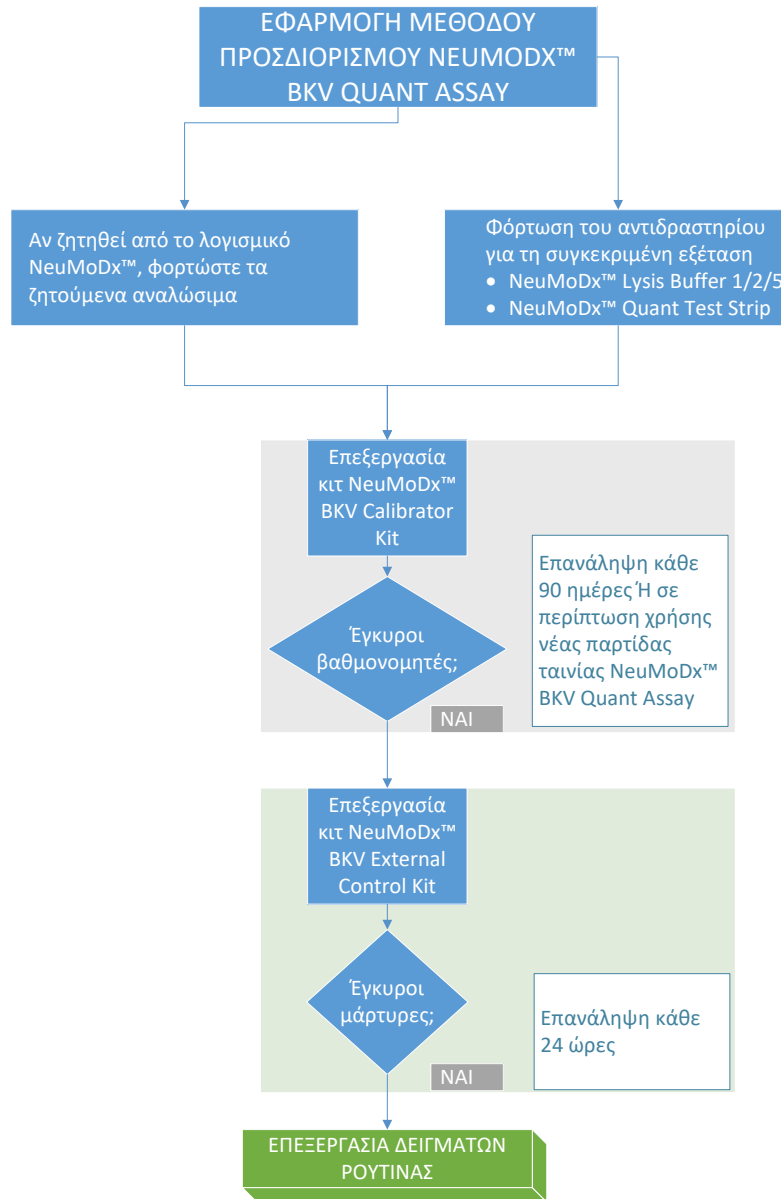 ΕΦΑΡΜΟΓΗ ΜΕΘΟΔΟΥ
ΠΡΟΣΔΙΟΡΙΣΜΟΥ NEUMODX™
BKV QUANT ASSAY
Αν ζητηθεί από το λογισμικό
NeuMoDx™, φορτώστε τα
ζητούμενα αναλώσιμα
Φόρτωση του αντιδραστηρίου
για τη συγκεκριμένη εξέταση
• NeuMoDx™ Lysis Buffer 1/2/5
• NeuMoDx™ Quant Test Strip
Επεξεργασία
κιτ NeuMoDx™
BKV Calibrator
Kit
Έγκυροι
βαθμονομητές;
ΝΑΙ
Επανάληψη κάθε
90 ημέρες Ή σε
περίπτωση χρήσης
νέας παρτίδας
ταινίας NeuMoDx™
BKV Quant Assay
Επεξεργασία
κιτ NeuMoDx™
BKV External
Control Kit
Έγκυροι
μάρτυρες;
ΝΑΙ
Επανάληψη κάθε
24 ώρες
ΕΠΕΞΕΡΓΑΣΙΑ ΔΕΙΓΜΑΤΩΝ
ΡΟΥΤΙΝΑΣ